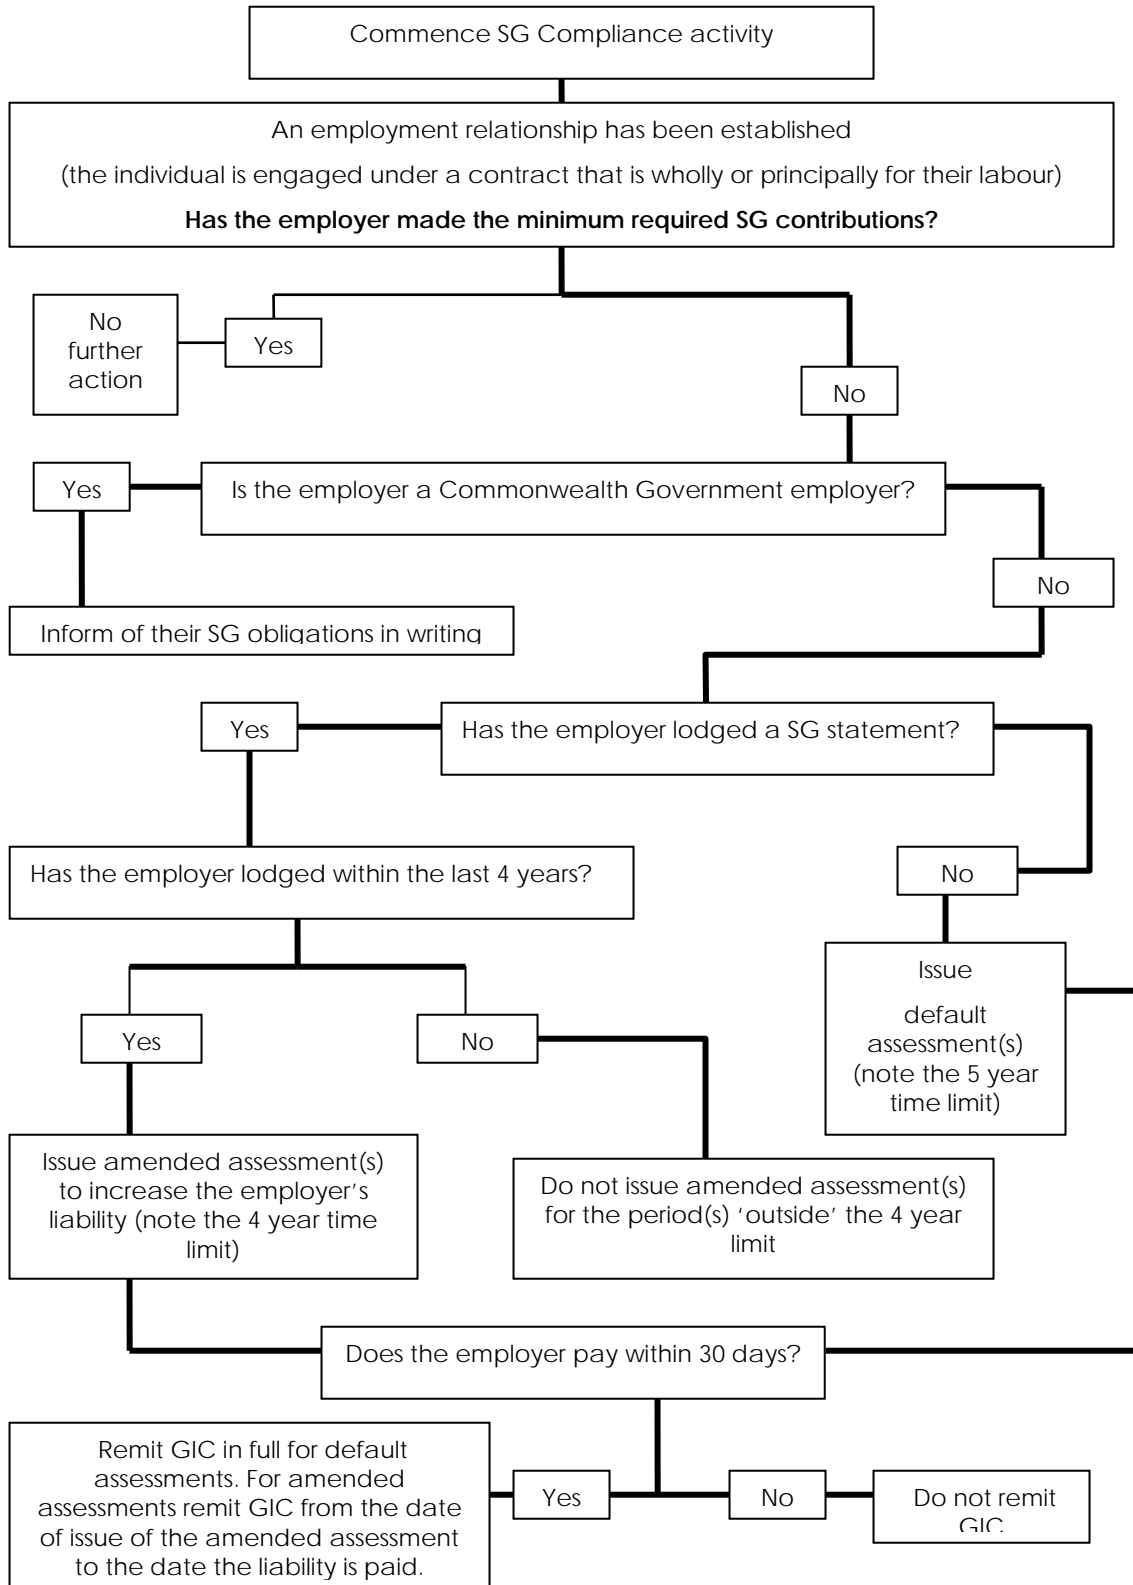 Commence SG Compliance activity
An employment relationship has been established
(the individual is engaged under a contract that is wholly or principally for their labour)
Has the employer made the minimum required SG contributions?
No
further
action
Yes
No
Yes
Is the employer a Commonwealth Government employer?
No
Inform of their SG obligations in writing
Yes
Has the employer lodged a SG statement?
Has the employer lodged within the last 4 years?
No
Issue
default
assessment(s)
(note the 5 year
time limit)
Yes
No
Issue amended assessment(s)
to increase the employer’s
liability (note the 4 year time
limit)
Do not issue amended assessment(s)
for the period(s) ‘outside’ the 4 year
limit
Does the employer pay within 30 days?
Remit GIC in full for default
assessments. For amended
assessments remit GIC from the date
of issue of the amended assessment
to the date the liability is paid.
Yes
No
Do not remit
GIC